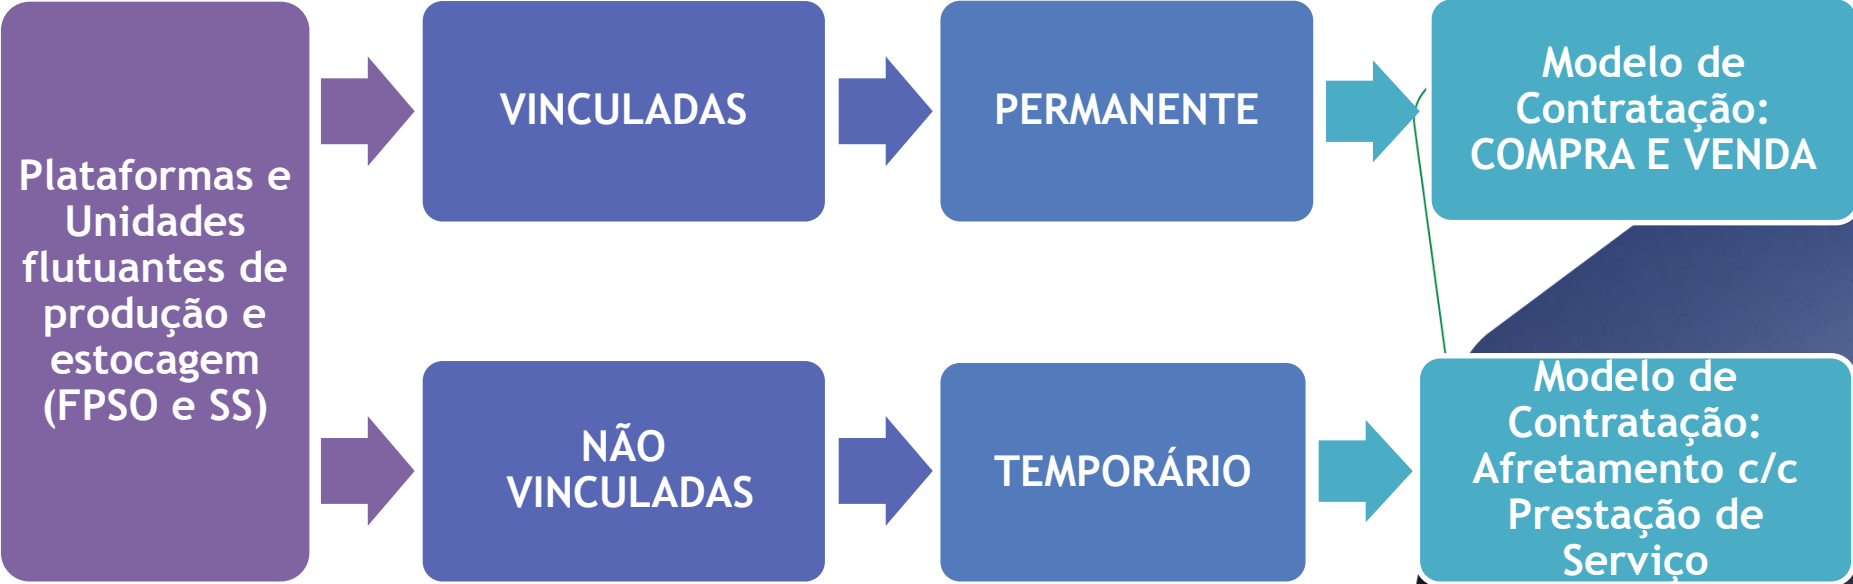 Plataformas e
Unidades
flutuantes de
produção e
estocagem
(FPSO e SS)
VINCULADAS
PERMANENTE
Modelo de
Contratação:
COMPRA E VENDA
NÃO
VINCULADAS
TEMPORÁRIO
Modelo de
Contratação:
Afretamento c/c
Prestação de
Serviço